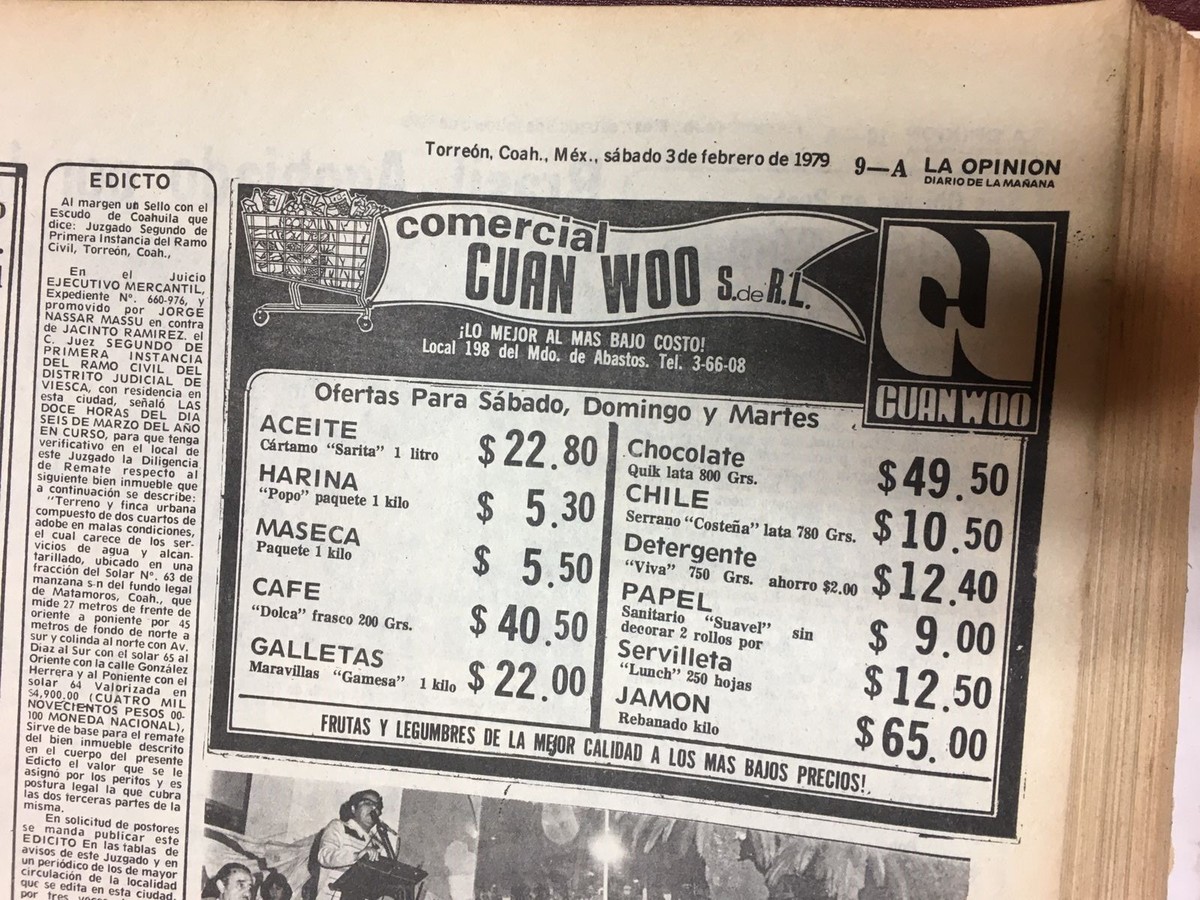 Torreón, Coah., Méx., sábado 3 de febrero de 1979 9—A LA OPINION
DIARIO DE LA MAÑANA
EDICTO
Al margen un Sello con el
Escudo de Coahuila que
dice: Juzgado Segundo de
Primera Instancia del Ramo
Civil, Torreón, Coah.,
En el Juicio
EJECUTIVO MERCANTIL,
Expediente Nº. 660-976, y
promovido por JORGE
NASSAR MASSU en contra
de JACINTO RAMIREZ. el
C. Juez SEGUNDO DE
PRIMERA INSTANCIA
DEL RAMO CIVIL DEL
DISTRITO JUDICIAL DE
VIESCA, con residencia en
esta ciudad, señaló LAS
DOCE HORAS DEL DIA
SEIS DE MARZO DEL AÑO
EN CURSO, para que tenga
verificativo en el local de
este Juzgado la Diligencia
de Remate respecto al
siguiente bien inmueble que
a continuación se describe:
"Terreno y finca urbana
compuesto de dos cuartos de
adobe en malas condiciones,
el cual carece de los ser-
vicios de agua y alcan-
tarillado, ubicado en una
fracción del Solar Nº. 63 de
manzana s-n del fundo legal
de Matamoros, Coah., que
mide 27 metros de frente de
oriente a poniente por 45
metros de fondo de norte a
sur y colinda al norte con Av.
Diaz al Sur con el solar 65 al
Oriente con la calle González
Herrera y al Poniente con el
solar 64 Valorizada en
$4,900.00 (CUATRO MIL
NOVECIENTOS PESOS 00-
100 MONEDA NACIONAL),
Sirve de base para el remate
del bien inmueble descrito
en el cuerpo del presente
Edicto el valor que se le
asignó por los peritos y es
postura legal la que cubra
las dos terceras partes de la
misma.
En solicitud de postores
se manda publicar este
EDICITO En las tablas de
avisos de este Juzgado y en
un periódico de los de mayor
circulación de la localidad
que se edita en esta ciudad,
por tres veces
comercial
CUAN WOO S. de R.L.
¡LO MEJOR AL MAS BAJO COSTO!
Local 198 del Mdo. de Abastos. Tel. 3-66-08
CUAN WOO
Ofertas Para Sábado, Domingo y Martes
ACEITE
Cártamo "Sarita" 1 litro $22.80
HARINA
"Popo" paquete 1 kilo $ 5.30
MASECA
Paquete 1 kilo $ 5.50
CAFE
"Dolca" frasco 200 Grs. $40.50
GALLETAS
Maravillas "Gamesa" 1 kilo $22.00
Chocolate
Quik lata 800 Grs. $49.50
CHILE
Serrano "Costeña" lata 780 Grs. $10.50
Detergente
"Viva" 750 Grs. ahorro $2.00 $12.40
PAPEL
Sanitario "Suavel" sin
decorar 2 rollos por $ 9.00
Servilleta
"Lunch" 250 hojas $12.50
JAMON
Rebanado kilo $65.00
FRUTAS Y LEGUMBRES DE LA MEJOR CALIDAD A LOS MAS BAJOS PRECIOS!